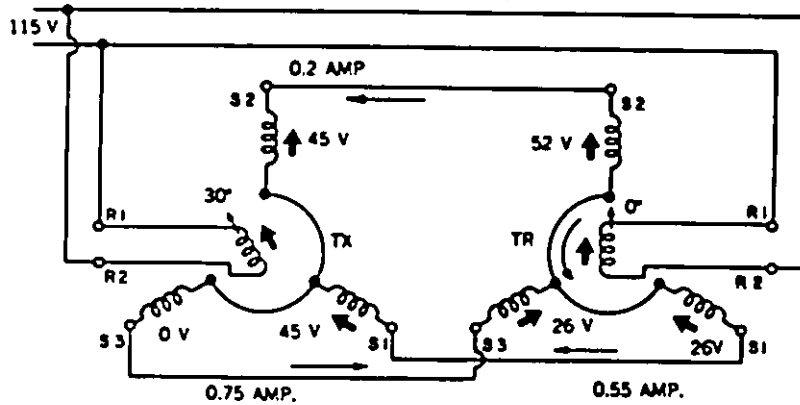 115 V
0.2 AMP
S2
S2
45 V
52 V
30°
0°
R1
TX
TR
R1
R2
R2
S3
0 V
45 V
S1
S3
26 V
26V
S1
0.75 AMP.
0.55 AMP.